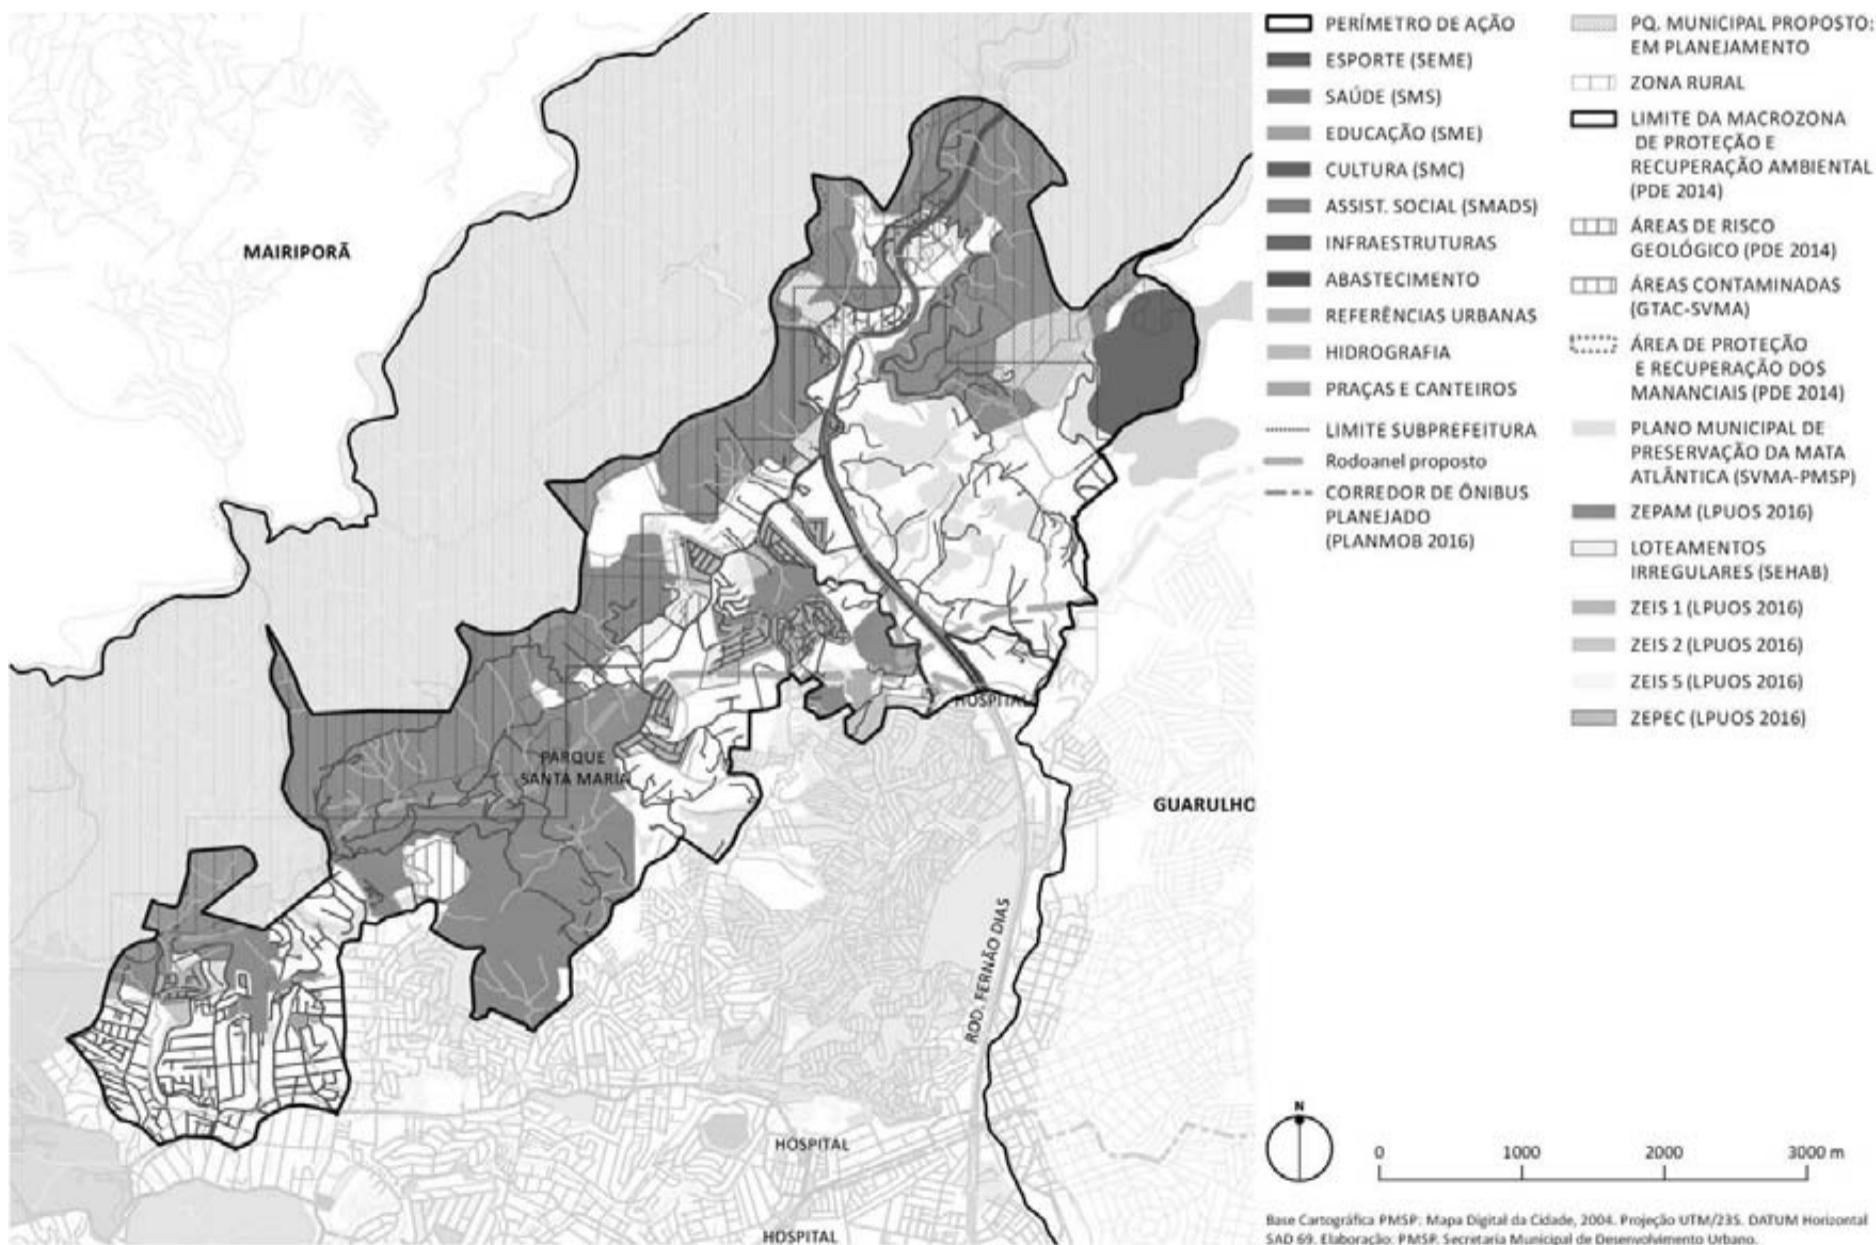 MAIRIPORÃ
PARQUE
SANTA MARIA
HOSPITAL
GUARULHO
ROD. FERNÃO DIAS
HOSPITAL
HOSPITAL
PERÍMETRO DE AÇÃO
ESPORTE (SEME)
SAÚDE (SMS)
EDUCAÇÃO (SME)
CULTURA (SMC)
ASSIST. SOCIAL (SMADS)
INFRAESTRUTURAS
ABASTECIMENTO
REFERÊNCIAS URBANAS
HIDROGRAFIA
PRAÇAS E CANTEIROS
LIMITE SUBPREFEITURA
Rodoanel proposto
CORREDOR DE ÔNIBUS
PLANEJADO
(PLANMOB 2016)
PQ. MUNICIPAL PROPOSTO:
EM PLANEJAMENTO
ZONA RURAL
LIMITE DA MACROZONA
DE PROTEÇÃO E
RECUPERAÇÃO AMBIENTAL
(PDE 2014)
ÁREAS DE RISCO
GEOLÓGICO (PDE 2014)
ÁREAS CONTAMINADAS
(GTAC-SVMA)
ÁREA DE PROTEÇÃO
E RECUPERAÇÃO DOS
MANANCIAIS (PDE 2014)
PLANO MUNICIPAL DE
PRESERVAÇÃO DA MATA
ATLÂNTICA (SVMA-PMSP)
ZEPAM (LPUOS 2016)
LOTEAMENTOS
IRREGULARES (SEHAB)
ZEIS 1 (LPUOS 2016)
ZEIS 2 (LPUOS 2016)
ZEIS 5 (LPUOS 2016)
ZEPEC (LPUOS 2016)
N
0 1000 2000 3000 m
Base Cartográfica PMSP: Mapa Digital da Cidade, 2004. Projeção UTM/23S. DATUM Horizontal
SAD 69. Elaboração: PMSP. Secretaria Municipal de Desenvolvimento Urbano.